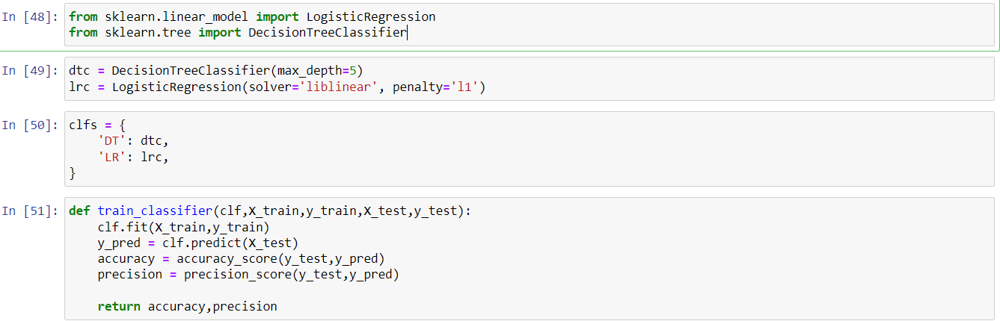 In [48]: from sklearn.linear_model import LogisticRegression
from sklearn.tree import DecisionTreeClassifier
In [49]: dtc = DecisionTreeClassifier(max_depth=5)
lrc = LogisticRegression(solver='liblinear', penalty='l1')
In [50]: clfs = {
    'DT': dtc,
    'LR': lrc,
}
In [51]: def train_classifier(clf,X_train,y_train,X_test,y_test):
    clf.fit(X_train,y_train)
    y_pred = clf.predict(X_test)
    accuracy = accuracy_score(y_test,y_pred)
    precision = precision_score(y_test,y_pred)
    return accuracy,precision